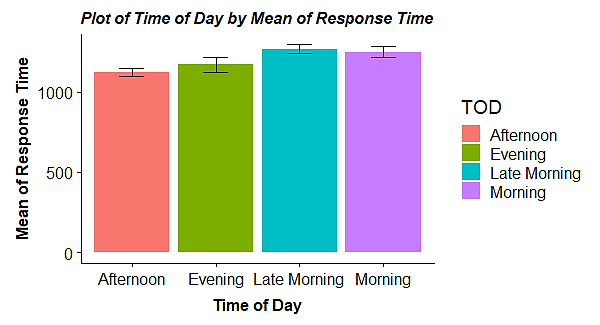 Plot of Time of Day by Mean of Response Time
Mean of Response Time
1000
500
0
Afternoon Evening Late Morning Morning
Time of Day
TOD
Afternoon
Evening
Late Morning
Morning